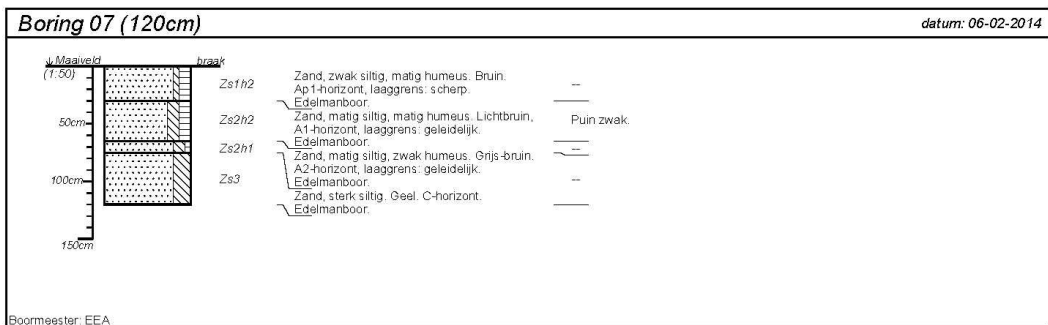 Boring 07 (120cm) datum: 06-02-2014
↓ Maaiveld braak
(1:50)
Zs1h2 Zand, zwak siltig, matig humeus. Bruin. --
Ap1-horizont, laaggrens: scherp.
Edelmanboor.
50cm Zs2h2 Zand, matig siltig, matig humeus. Lichtbruin, Puin zwak.
A1-horizont, laaggrens: geleidelijk.
Edelmanboor.
Zs2h1 Zand, matig siltig, zwak humeus. Grijs-bruin. --
A2-horizont, laaggrens: geleidelijk.
Edelmanboor.
100cm Zs3 Zand, sterk siltig. Geel. C-horizont. --
Edelmanboor.
150cm
Boormeester: EEA